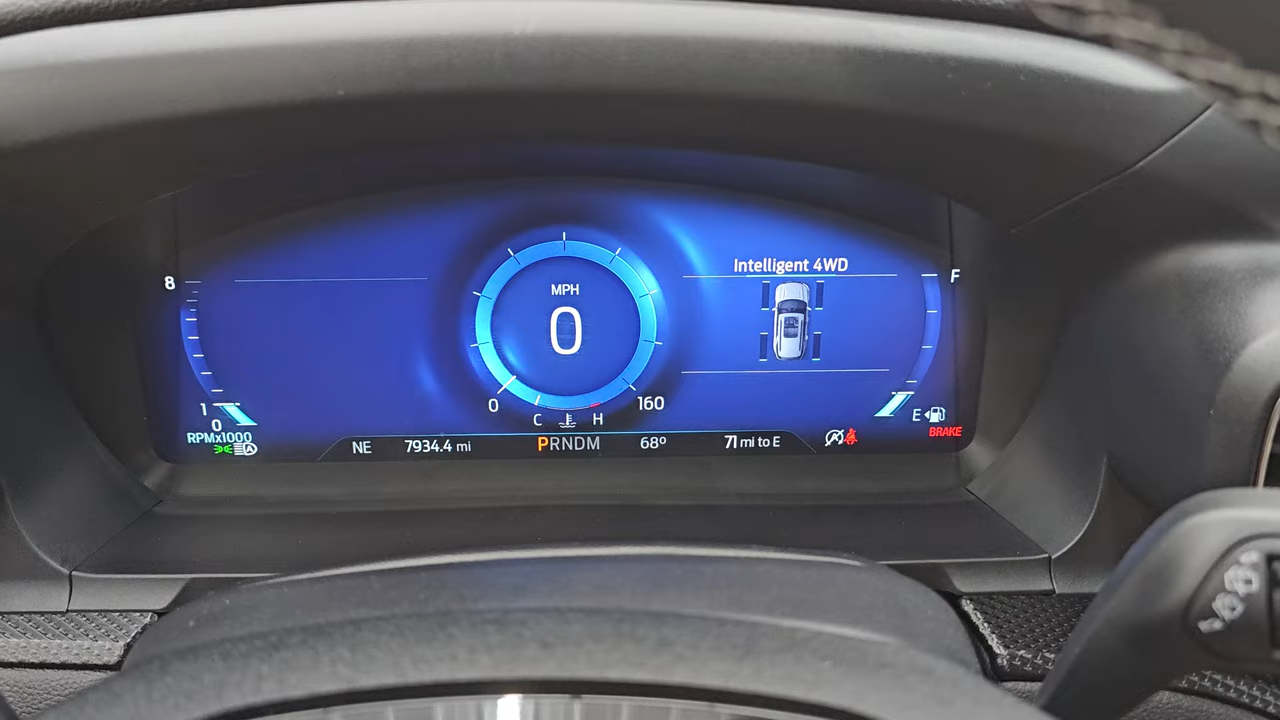 Intelligent 4WD
8
F
MPH
0
1
0
0
160
C H
E
RPMx1000
BRAKE
A
NE 7934.4 mi PRNDM 68º 71 mi to E